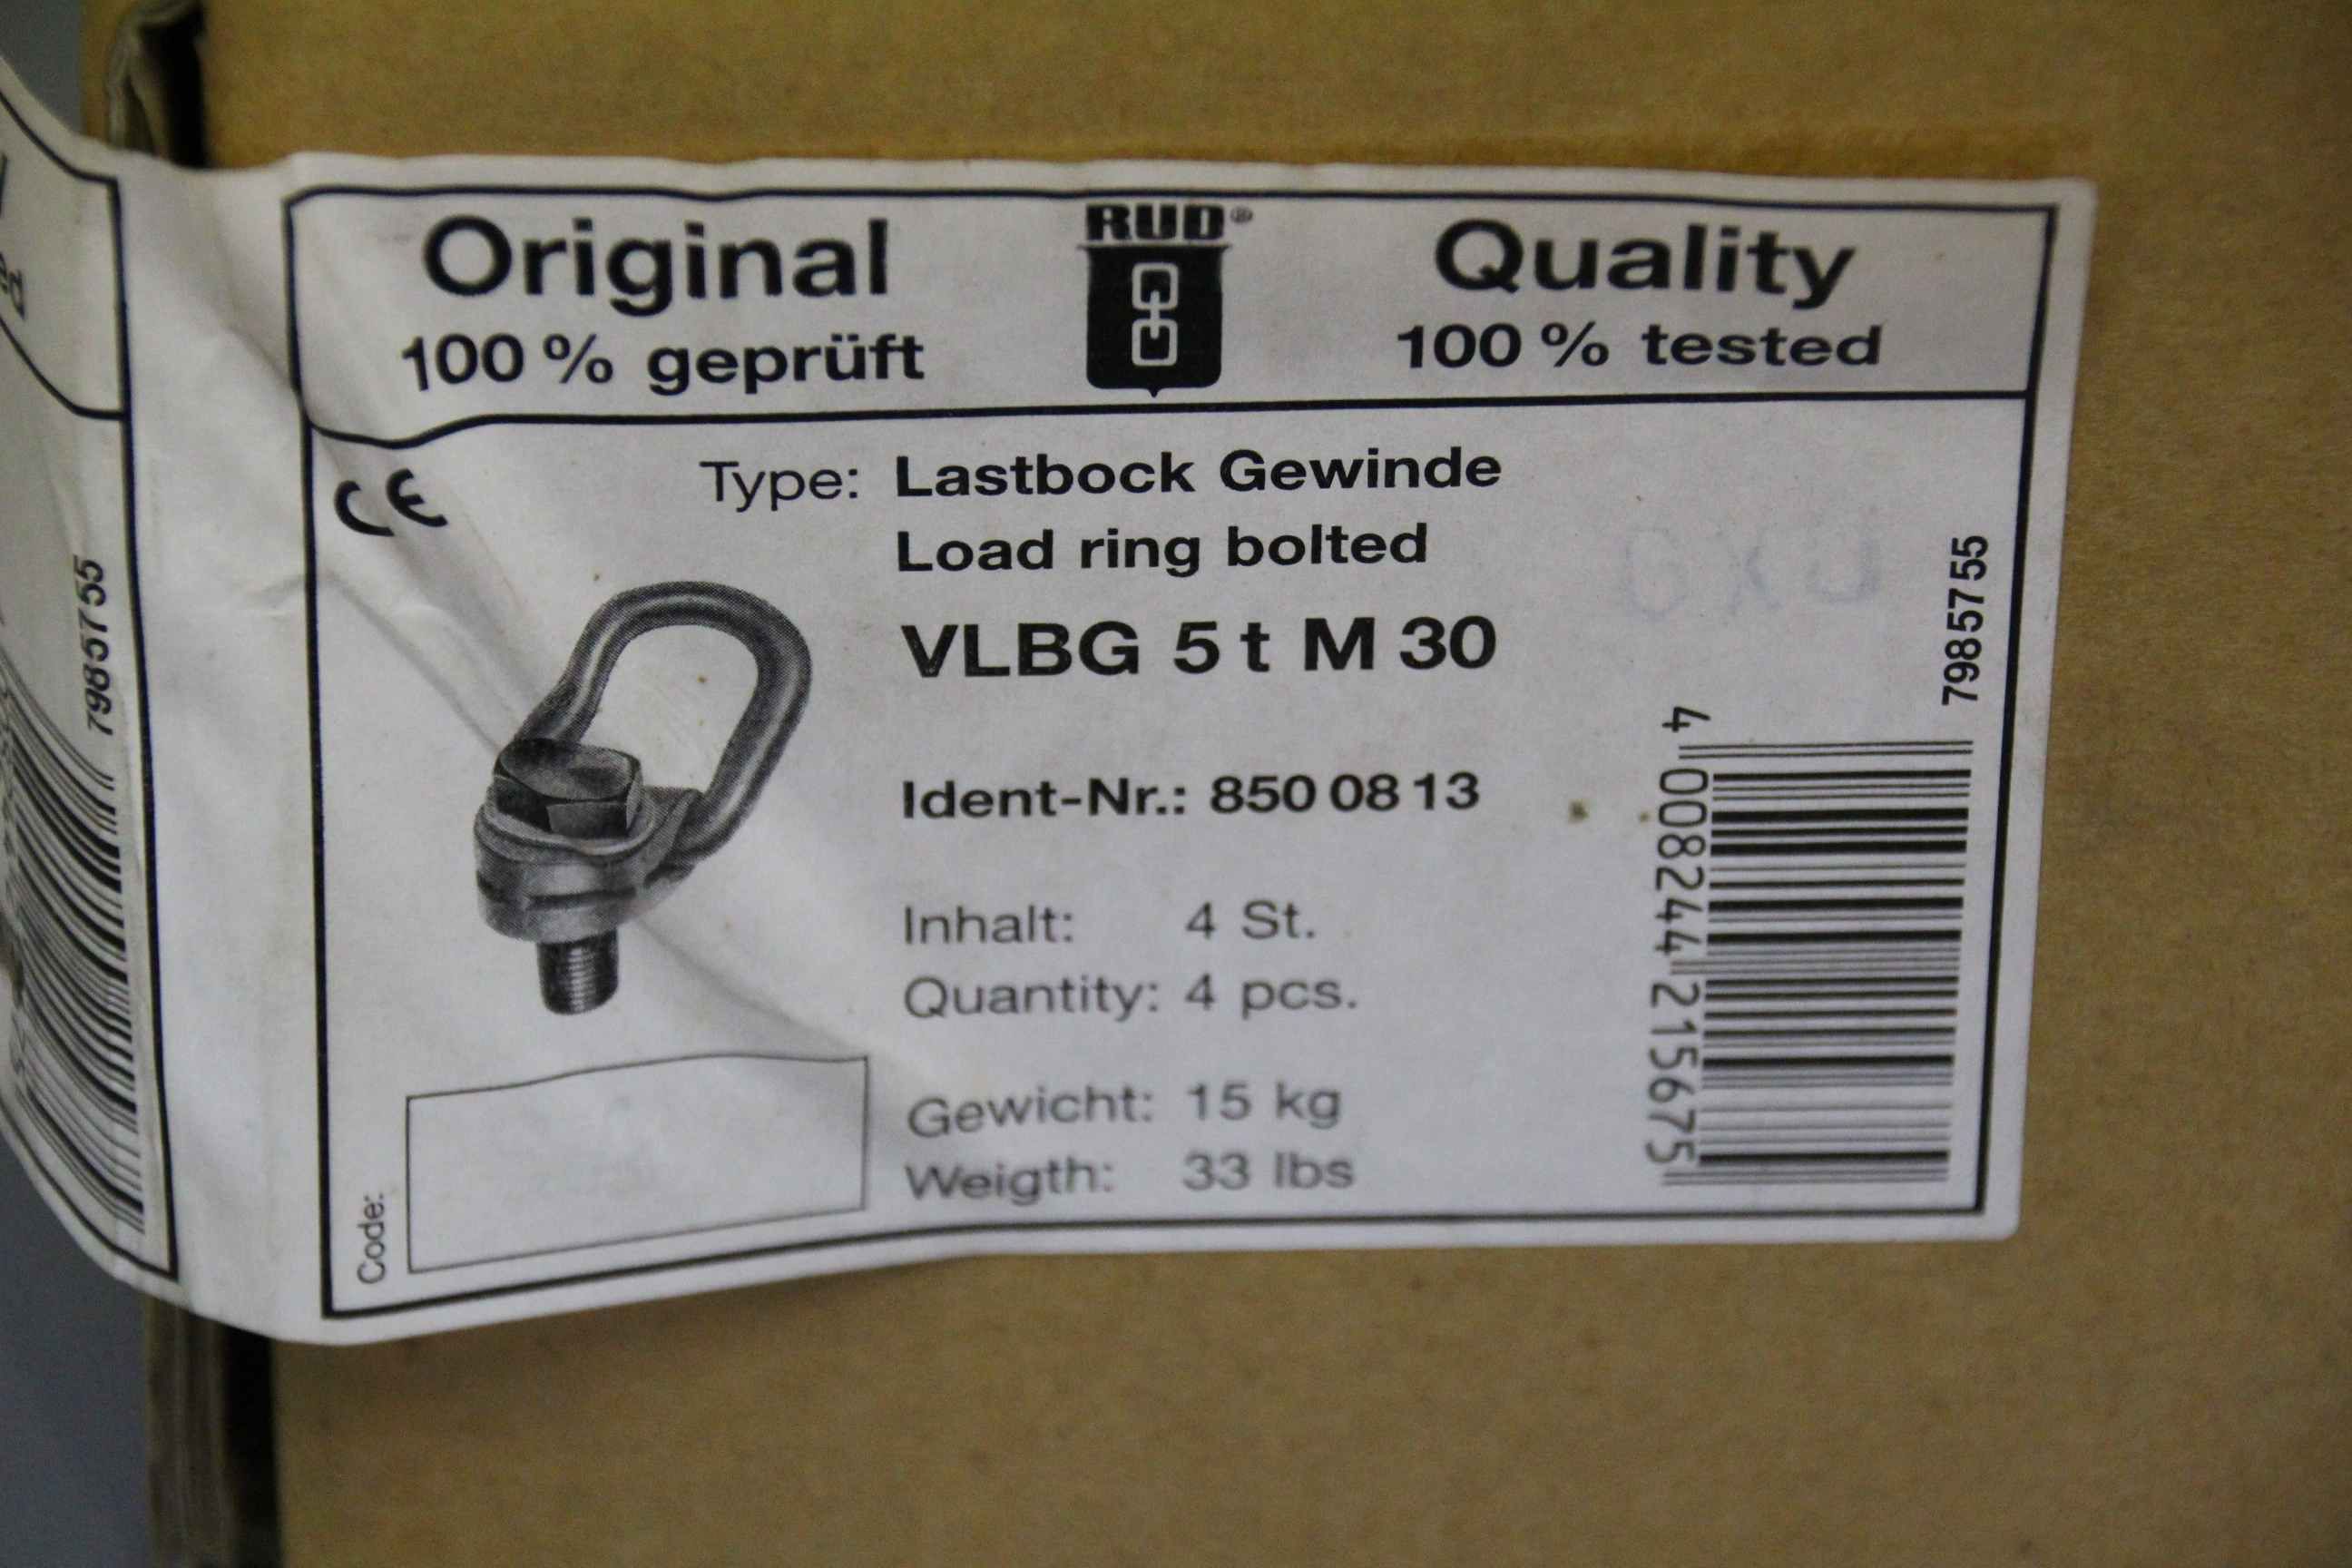 Original
100 % geprüft
RUD®
Quality
100 % tested
CE
Type: Lastbock Gewinde
Load ring bolted
VLBG 5 t M 30
Ident-Nr.: 850 08 13
Inhalt: 4 St.
Quantity: 4 pcs.
Gewicht: 15 kg
Weigth: 33 lbs
Code:
4 008244 215675
7985755
7985755